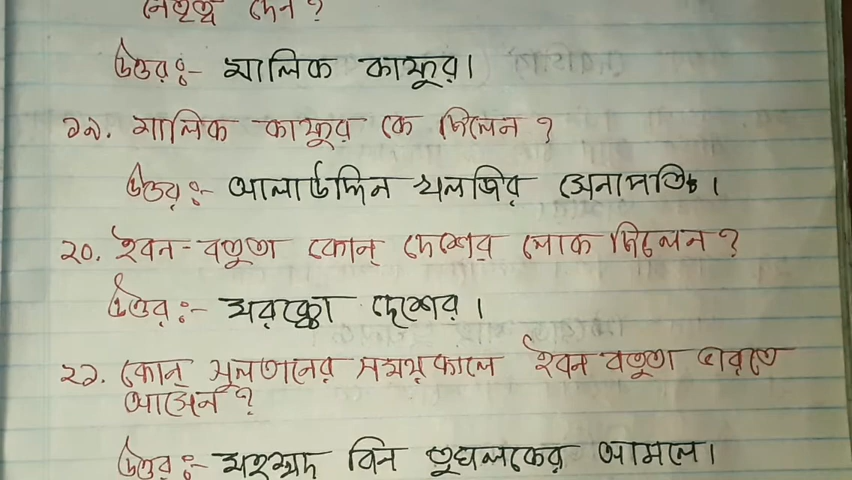 নেতৃত্ব দেন?
উত্তর:- মালিক কাফুর।
১৯. মালিক কাফুর কে ছিলেন?
উত্তর:- আলাউদ্দিন খলজির সেনাপতি।
২০. ইবন-বতুতা কোন্ দেশের লোক ছিলেন?
উত্তর:- মরক্কো দেশের।
২১. কোন্ সুলতানের সময়কালে ইবন বতুতা ভারতে
আসেন?
উত্তর:- মহম্মদ বিন তুঘলকের আমলে।